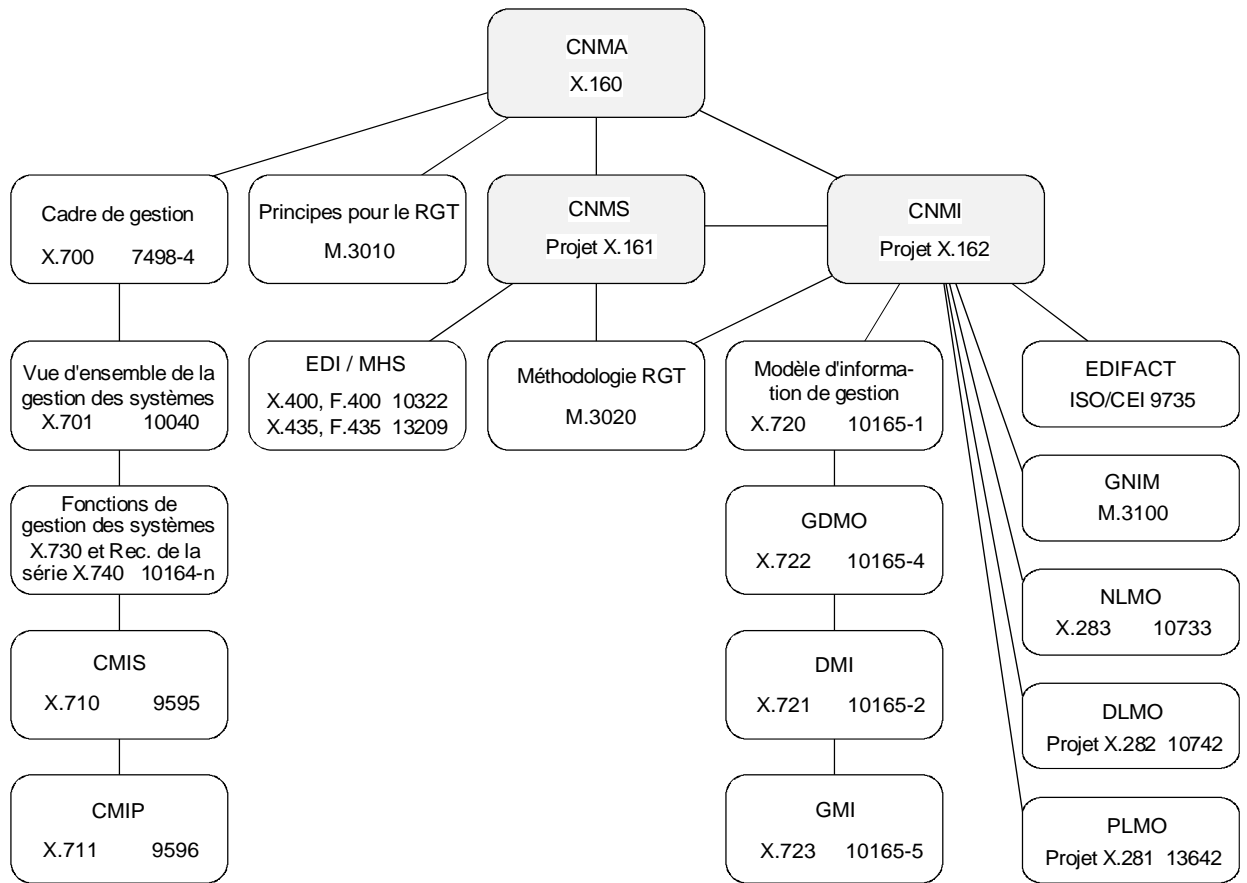 CNMA
X.160
Cadre de gestion
X.700 7498-4
Principes pour le RGT
M.3010
CNMS
Projet X.161
CNMI
Projet X.162
Vue d'ensemble de la
gestion des systèmes
X.701 10040
EDI / MHS
X.400, F.400 10322
X.435, F.435 13209
Méthodologie RGT
M.3020
Modèle d'informa-
tion de gestion
X.720 10165-1
EDIFACT
ISO/CEI 9735
Fonctions de
gestion des systèmes
X.730 et Rec. de la
série X.740 10164-n
GDMO
X.722 10165-4
GNIM
M.3100
NLMO
X.283 10733
CMIS
X.710 9595
DMI
X.721 10165-2
DLMO
Projet X.282 10742
CMIP
X.711 9596
GMI
X.723 10165-5
PLMO
Projet X.281 13642